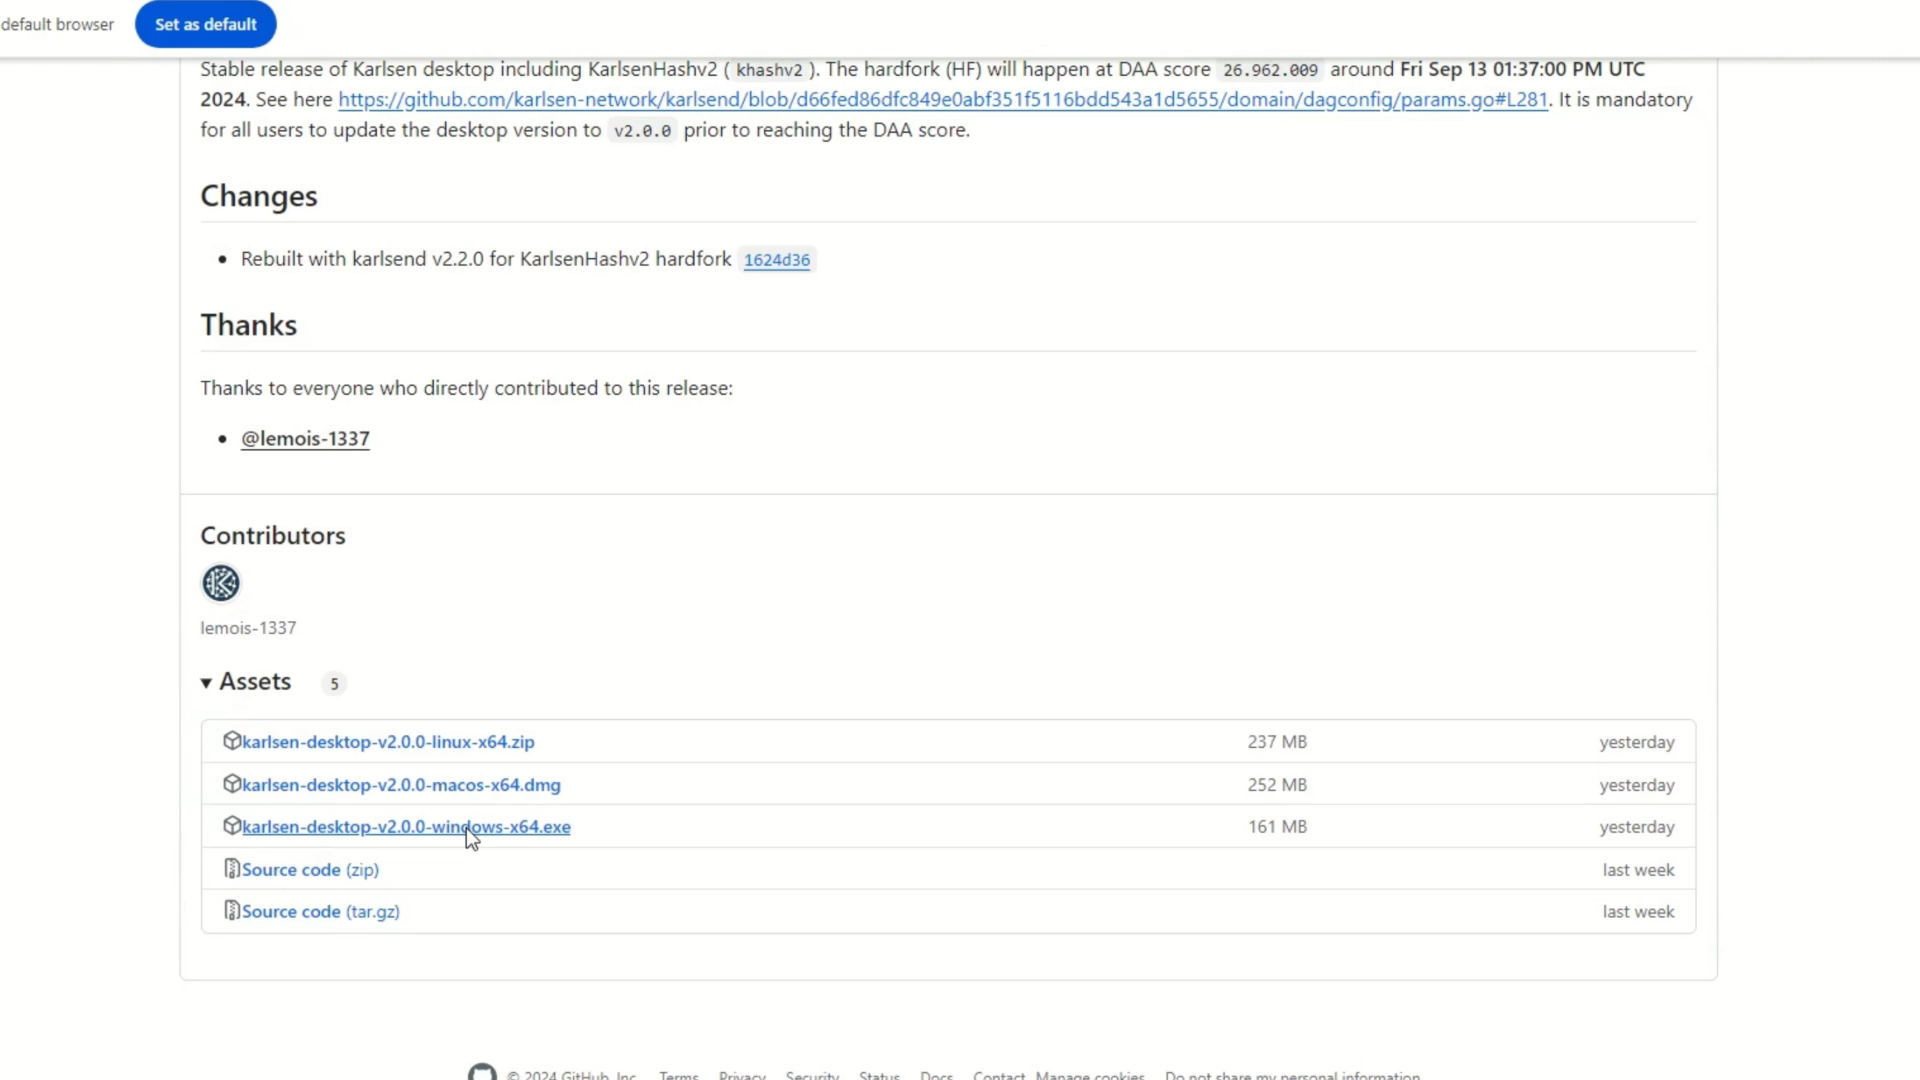 default browser Set as default
Stable release of Karlsen desktop including KarlsenHashv2 ( khashv2 ). The hardfork (HF) will happen at DAA score 26.962.009 around Fri Sep 13 01:37:00 PM UTC
2024. See here https://github.com/karlsen-network/karlsend/blob/d66fed86dfc849e0abf351f5116bdd543a1d5655/domain/dagconfig/params.go#L281. It is mandatory
for all users to update the desktop version to v2.0.0 prior to reaching the DAA score.
Changes
• Rebuilt with karlsend v2.2.0 for KarlsenHashv2 hardfork 1624d36
Thanks
Thanks to everyone who directly contributed to this release:
• @lemois-1337
Contributors
lemois-1337
Assets 5
karlsen-desktop-v2.0.0-linux-x64.zip 237 MB yesterday
karlsen-desktop-v2.0.0-macos-x64.dmg 252 MB yesterday
karlsen-desktop-v2.0.0-windows-x64.exe 161 MB yesterday
Source code (zip) last week
Source code (tar.gz) last week
© 2024 GitHub, Inc. Terms Privacy Security Status Docs Contact Manage cookies Do not share my personal information